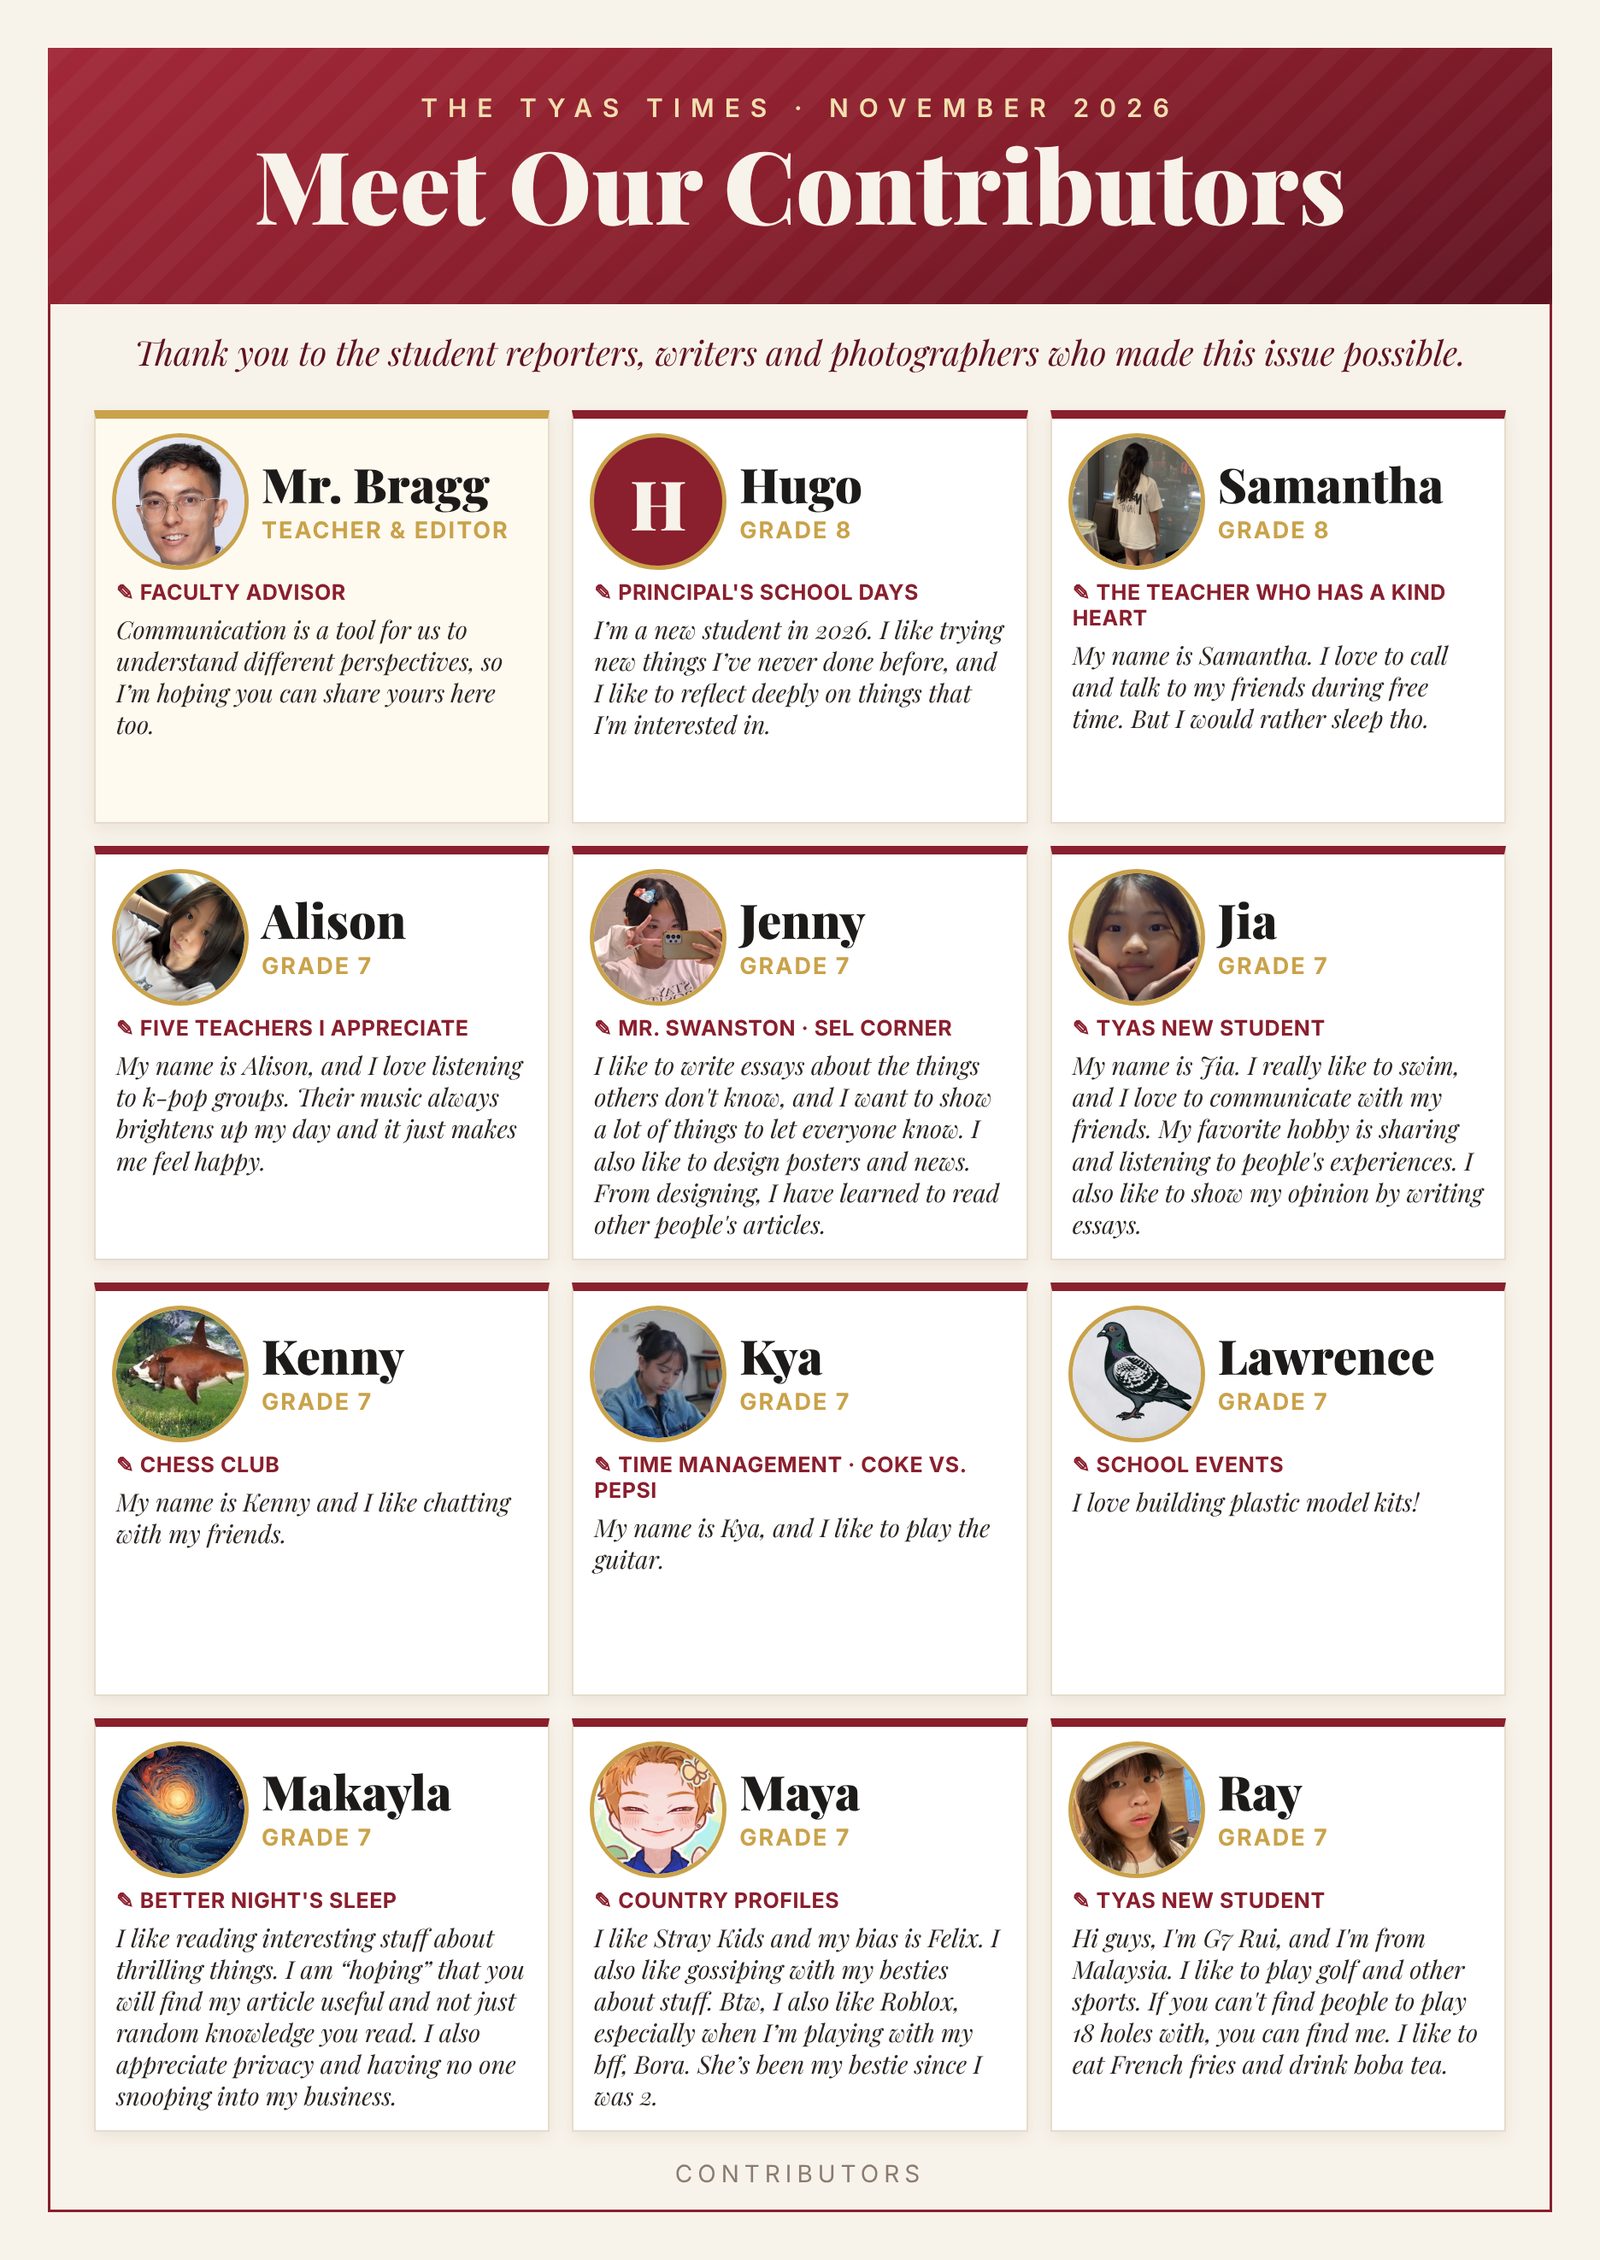 THE TYAS TIMES · NOVEMBER 2026
Meet Our Contributors
Thank you to the student reporters, writers and photographers who made this issue possible.
Mr. Bragg
TEACHER & EDITOR
✎ FACULTY ADVISOR
Communication is a tool for us to
understand different perspectives, so
I’m hoping you can share yours here
too.
H
Hugo
GRADE 8
✎ PRINCIPAL'S SCHOOL DAYS
I’m a new student in 2026. I like trying
new things I’ve never done before, and
I like to reflect deeply on things that
I'm interested in.
Samantha
GRADE 8
✎ THE TEACHER WHO HAS A KIND
HEART
My name is Samantha. I love to call
and talk to my friends during free
time. But I would rather sleep tho.
Alison
GRADE 7
✎ FIVE TEACHERS I APPRECIATE
My name is Alison, and I love listening
to k-pop groups. Their music always
brightens up my day and it just makes
me feel happy.
Jenny
GRADE 7
✎ MR. SWANSTON · SEL CORNER
I like to write essays about the things
others don't know, and I want to show
a lot of things to let everyone know. I
also like to design posters and news.
From designing, I have learned to read
other people's articles.
Jia
GRADE 7
✎ TYAS NEW STUDENT
My name is Jia. I really like to swim,
and I love to communicate with my
friends. My favorite hobby is sharing
and listening to people's experiences. I
also like to show my opinion by writing
essays.
Kenny
GRADE 7
✎ CHESS CLUB
My name is Kenny and I like chatting
with my friends.
Kya
GRADE 7
✎ TIME MANAGEMENT · COKE VS.
PEPSI
My name is Kya, and I like to play the
guitar.
Lawrence
GRADE 7
✎ SCHOOL EVENTS
I love building plastic model kits!
Makayla
GRADE 7
✎ BETTER NIGHT'S SLEEP
I like reading interesting stuff about
thrilling things. I am “hoping” that you
will find my article useful and not just
random knowledge you read. I also
appreciate privacy and having no one
snooping into my business.
Maya
GRADE 7
✎ COUNTRY PROFILES
I like Stray Kids and my bias is Felix. I
also like gossiping with my besties
about stuff. Btw, I also like Roblox,
especially when I’m playing with my
bff, Bora. She’s been my bestie since I
was 2.
Ray
GRADE 7
✎ TYAS NEW STUDENT
Hi guys, I'm G7 Rui, and I'm from
Malaysia. I like to play golf and other
sports. If you can't find people to play
18 holes with, you can find me. I like to
eat French fries and drink boba tea.
CONTRIBUTORS